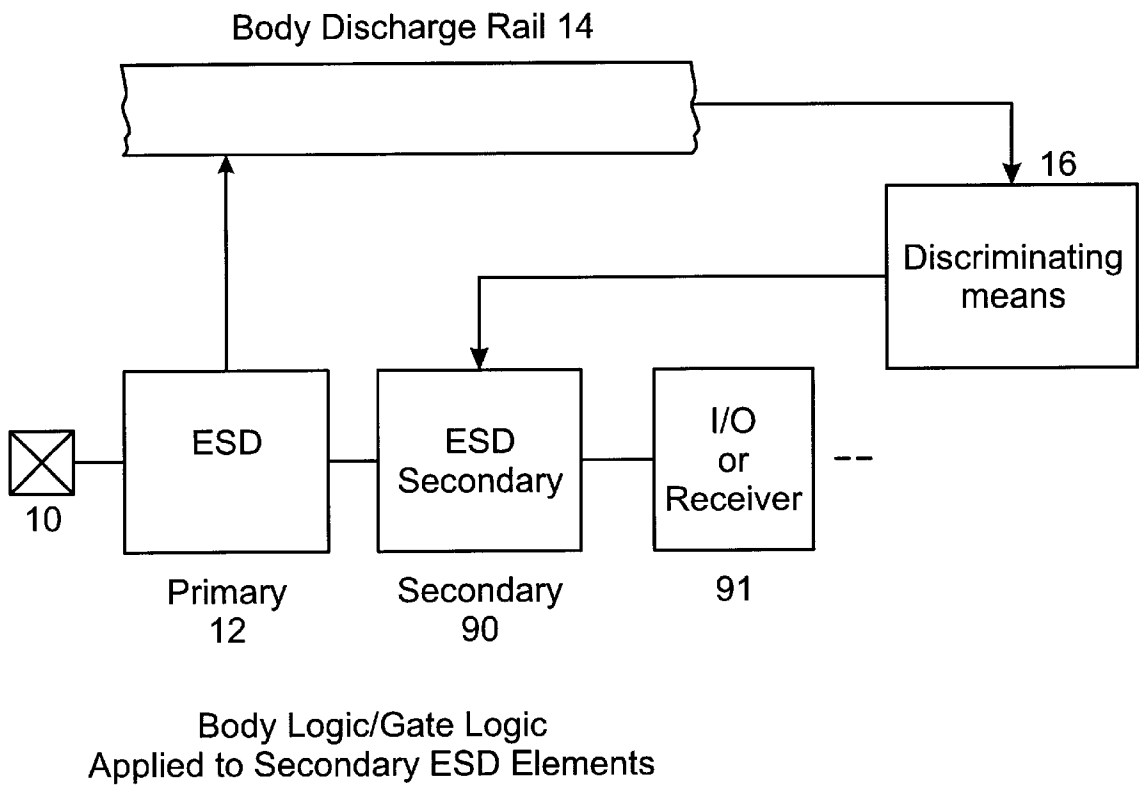 Body Discharge Rail 14
16
Discriminating
means
ESD
ESD
Secondary
I/O
or
Receiver
--
10
Primary
12
Secondary
90
91
Body Logic/Gate Logic
Applied to Secondary ESD Elements